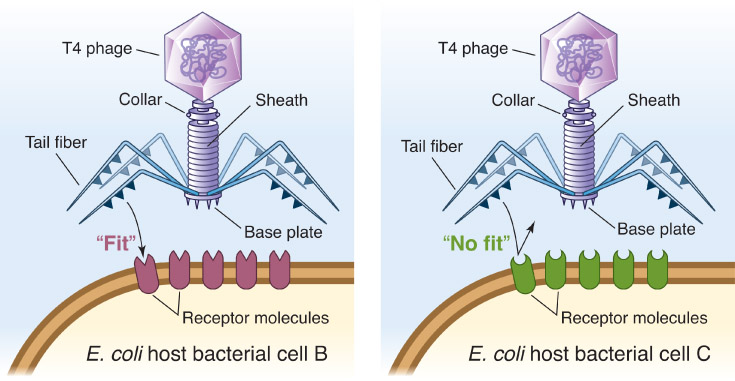 T4 phage
Collar
Sheath
Tail fiber
Base plate
“Fit”
Receptor molecules
E. coli host bacterial cell B
T4 phage
Collar
Sheath
Tail fiber
Base plate
“No fit”
Receptor molecules
E. coli host bacterial cell C